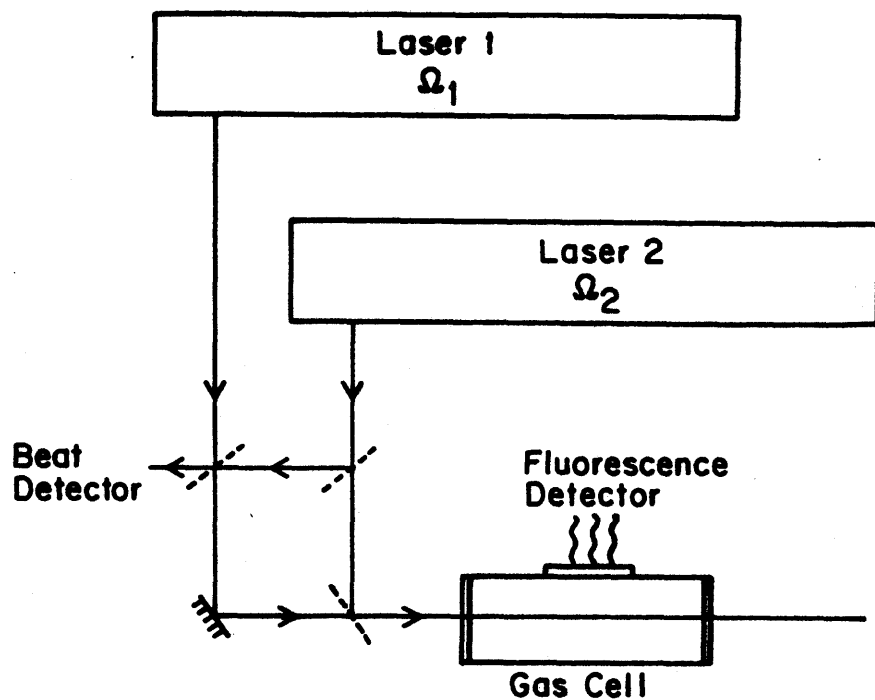 Laser 1
Ω1
Laser 2
Ω2
Beat
Detector
Fluorescence
Detector
Gas Cell